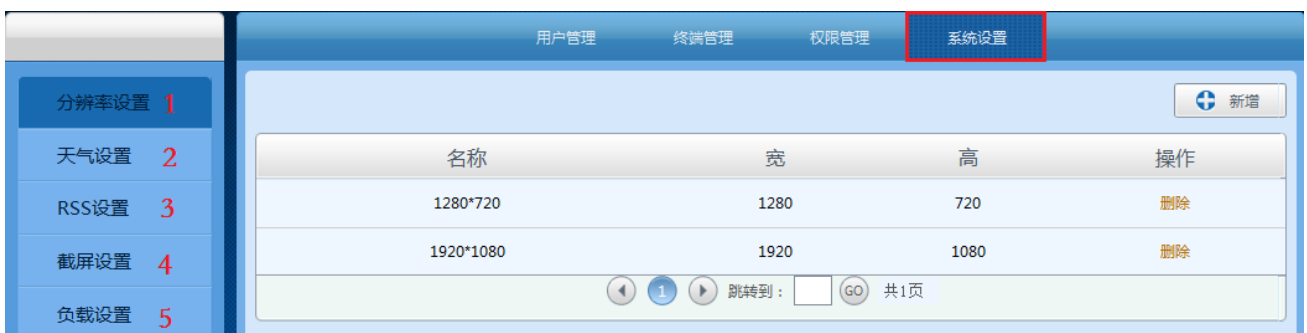 用户管理 终端管理 权限管理 系统设置
分辨率设置 1
天气设置 2
RSS设置 3
截屏设置 4
负载设置 5
新增
名称 宽 高 操作
1280*720 1280 720 删除
1920*1080 1920 1080 删除
1 跳转到： GO 共1页